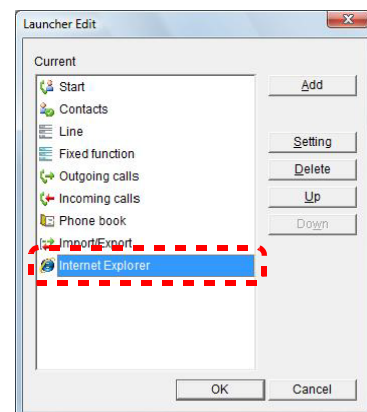 Launcher Edit
Current
Start
Contacts
Line
Fixed function
Outgoing calls
Incoming calls
Phone book
Import/Export
Internet Explorer
Add
Setting
Delete
Up
Down
OK
Cancel